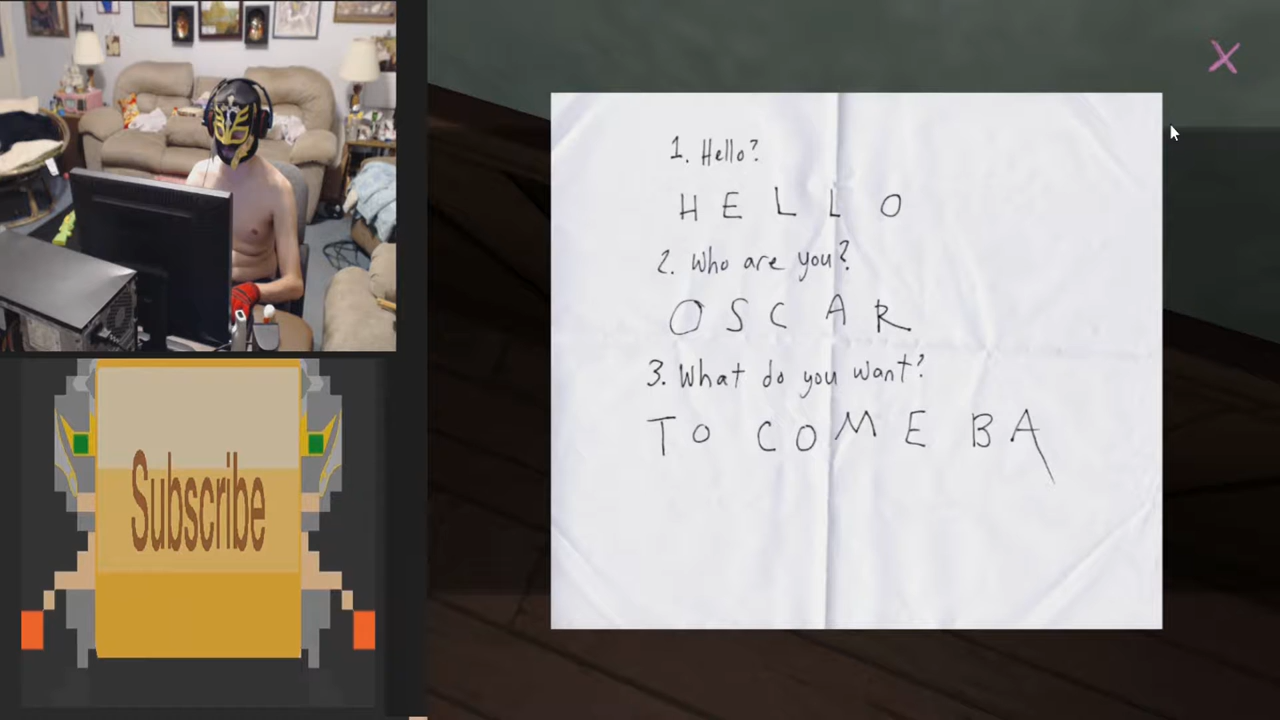 1. Hello?
HELLO
2. Who are you?
OSCAR
3. What do you want?
TO COME BA
Subscribe